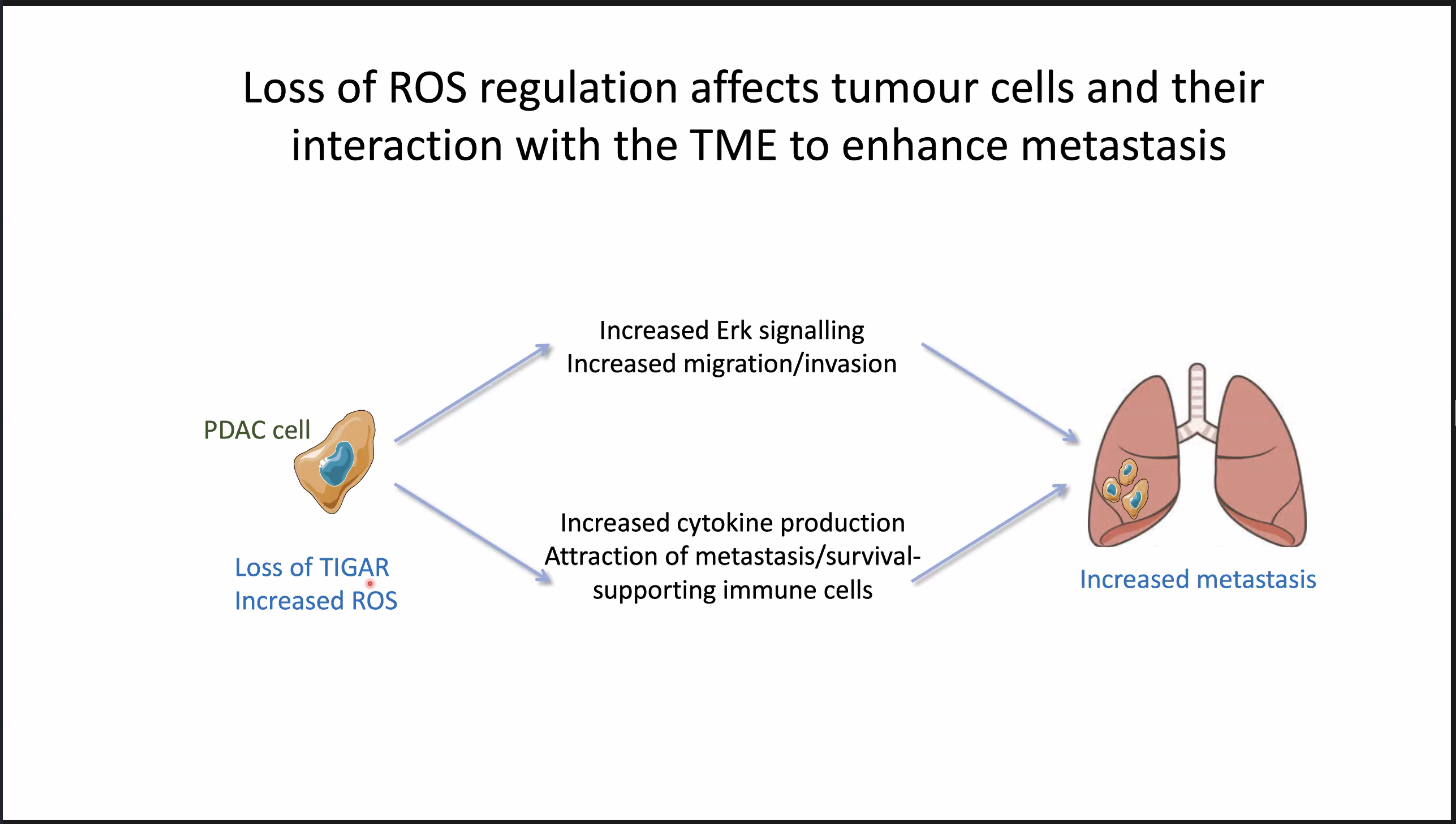 Loss of ROS regulation affects tumour cells and their
interaction with the TME to enhance metastasis
Increased Erk signalling
Increased migration/invasion
PDAC cell
Increased cytokine production
Attraction of metastasis/survival-
supporting immune cells
Loss of TIGAR
Increased ROS
Increased metastasis